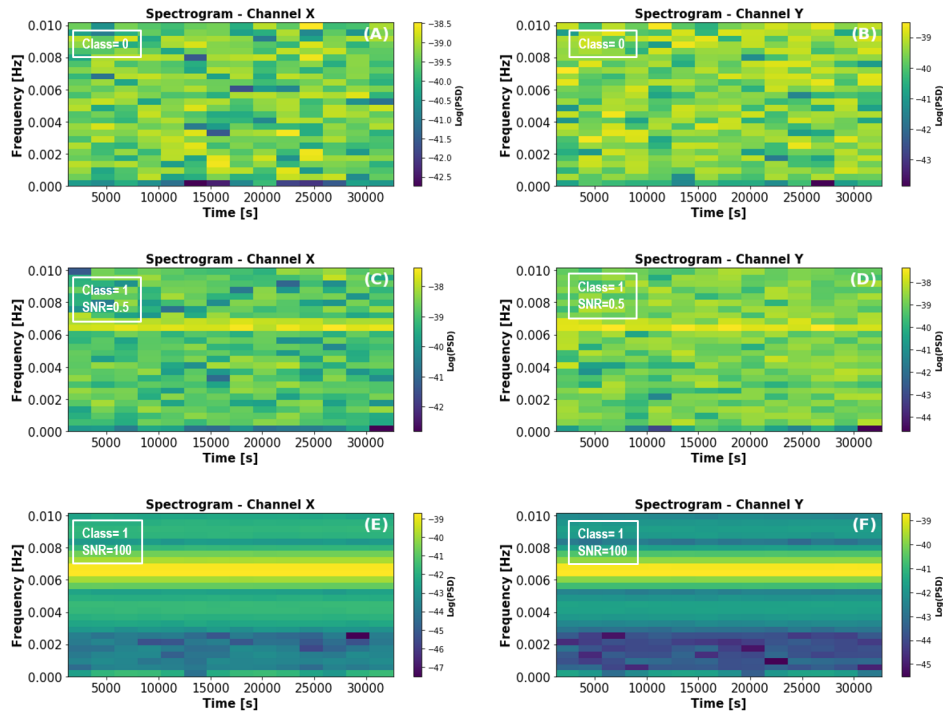 Spectrogram - Channel X
(A)
Class= 0
Frequency [Hz]
0.010
0.008
0.006
0.004
0.002
0.000
5000 10000 15000 20000 25000 30000
Time [s]
-38.5
-39.0
-39.5
-40.0
-40.5
-41.0
-41.5
-42.0
-42.5
Log(PSD)
Spectrogram - Channel Y
(B)
Class= 0
Frequency [Hz]
0.010
0.008
0.006
0.004
0.002
0.000
5000 10000 15000 20000 25000 30000
Time [s]
-39
-40
-41
-42
-43
Log(PSD)
Spectrogram - Channel X
(C)
Class= 1
SNR=0.5
Frequency [Hz]
0.010
0.008
0.006
0.004
0.002
0.000
5000 10000 15000 20000 25000 30000
Time [s]
-38
-39
-40
-41
-42
Log(PSD)
Spectrogram - Channel Y
(D)
Class= 1
SNR=0.5
Frequency [Hz]
0.010
0.008
0.006
0.004
0.002
0.000
5000 10000 15000 20000 25000 30000
Time [s]
-38
-39
-40
-41
-42
-43
-44
Log(PSD)
Spectrogram - Channel X
(E)
Class= 1
SNR=100
Frequency [Hz]
0.010
0.008
0.006
0.004
0.002
0.000
5000 10000 15000 20000 25000 30000
Time [s]
-39
-40
-41
-42
-43
-44
-45
-46
-47
Log(PSD)
Spectrogram - Channel Y
(F)
Class= 1
SNR=100
Frequency [Hz]
0.010
0.008
0.006
0.004
0.002
0.000
5000 10000 15000 20000 25000 30000
Time [s]
-39
-40
-41
-42
-43
-44
-45
Log(PSD)